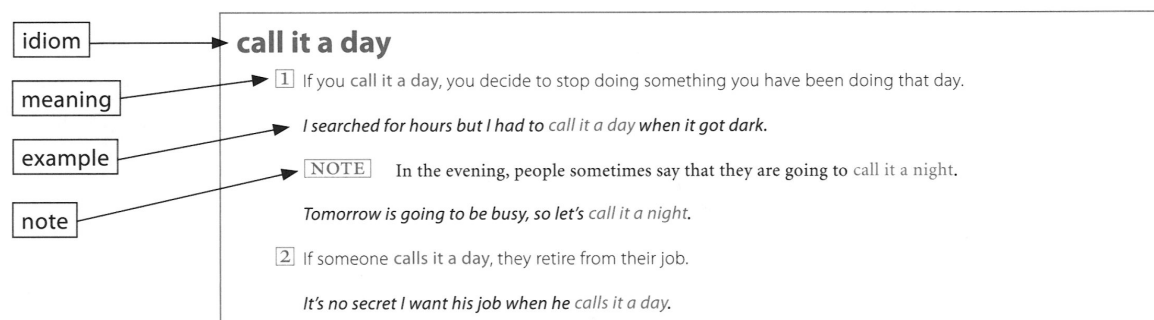 idiom
call it a day
meaning
1 If you call it a day, you decide to stop doing something you have been doing that day.
example
I searched for hours but I had to call it a day when it got dark.
note
NOTE In the evening, people sometimes say that they are going to call it a night.
Tomorrow is going to be busy, so let's call it a night.
2 If someone calls it a day, they retire from their job.
It's no secret I want his job when he calls it a day.